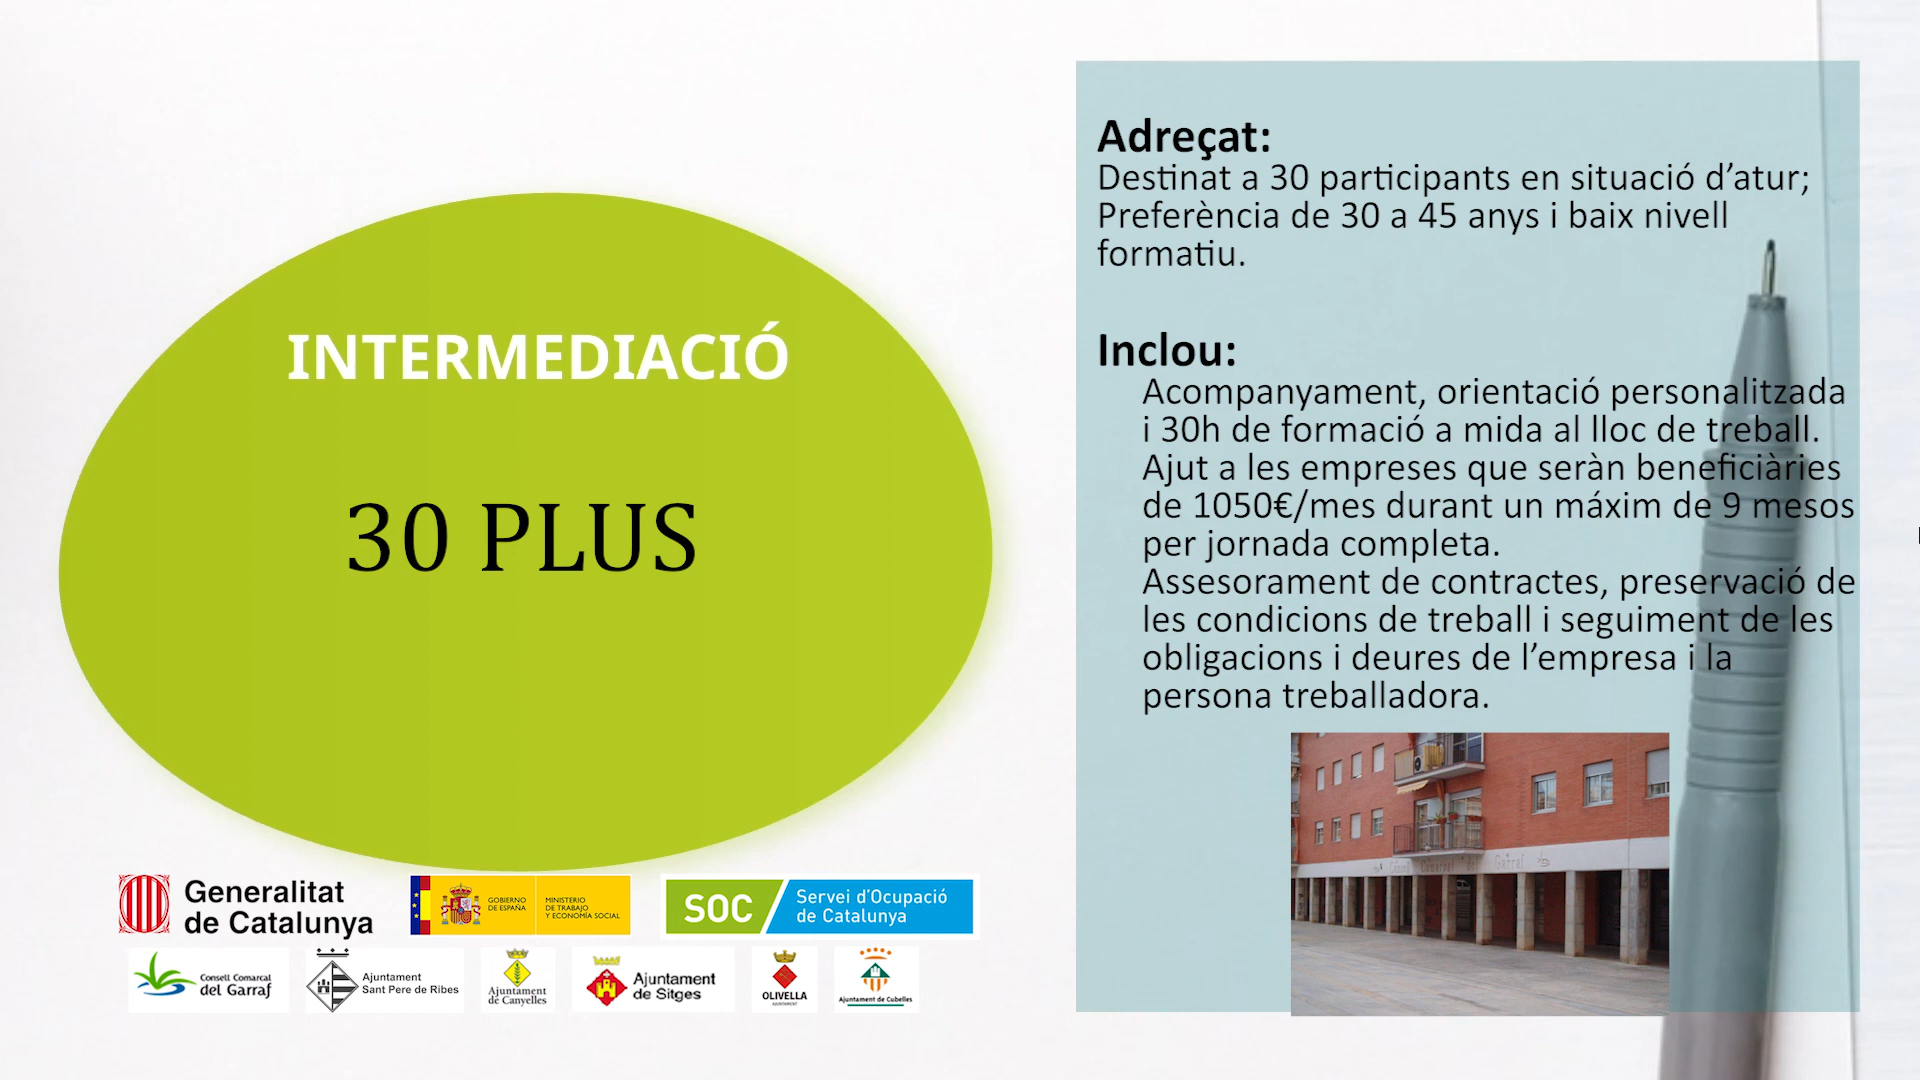 INTERMEDIACIÓ
30 PLUS
Adreçat:
Destinat a 30 participants en situació d’atur;
Preferència de 30 a 45 anys i baix nivell
formatiu.
Inclou:
Acompanyament, orientació personalitzada
i 30h de formació a mida al lloc de treball.
Ajut a les empreses que seràn beneficiàries
de 1050€/mes durant un máxim de 9 mesos
per jornada completa.
Assesorament de contractes, preservació de
les condicions de treball i seguiment de les
obligacions i deures de l’empresa i la
persona treballadora.
Consell Comarcal del Garraf
Generalitat
de Catalunya
GOBIERNO
DE ESPAÑA
MINISTERIO
DE TRABAJO
Y ECONOMÍA SOCIAL
SOC
Servei d'Ocupació
de Catalunya
Consell Comarcal
del Garraf
Ajuntament
Sant Pere de Ribes
Ajuntament
de Canyelles
Ajuntament
de Sitges
OLIVELLA
AJUNTAMENT
Ajuntament de Cubelles